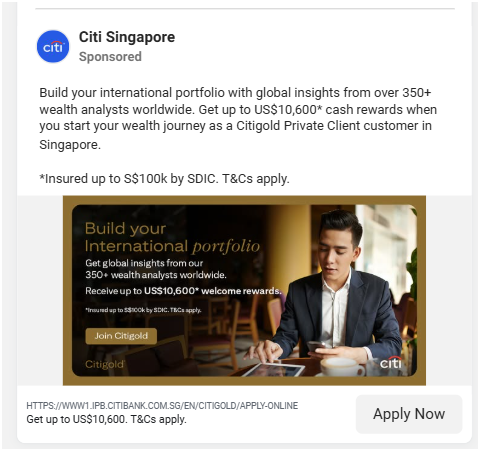 citi
Citi Singapore
Sponsored
Build your international portfolio with global insights from over 350+
wealth analysts worldwide. Get up to US$10,600* cash rewards when
you start your wealth journey as a Citigold Private Client customer in
Singapore.
*Insured up to S$100k by SDIC. T&Cs apply.
Build your
International portfolio
Get global insights from our
350+ wealth analysts worldwide.
Receive up to US$10,600* welcome rewards.
*Insured up to S$100k by SDIC. T&Cs apply.
Join Citigold
Citigold
citi
HTTPS://WWW1.IPB.CITIBANK.COM.SG/EN/CITIGOLD/APPLY-ONLINE
Get up to US$10,600. T&Cs apply.
Apply Now